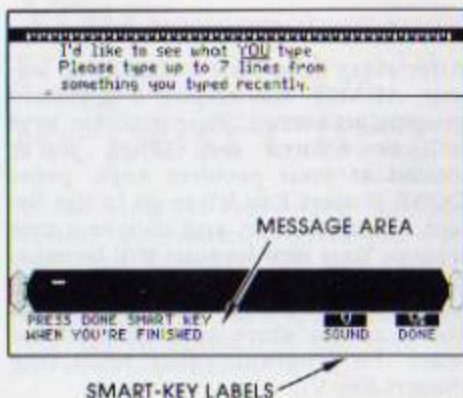 I'd like to see what YOU type
Please type up to 7 lines from
something you typed recently.
MESSAGE AREA
PRESS DONE SMART KEY
WHEN YOU'RE FINISHED
SOUND
DONE
SMART-KEY LABELS